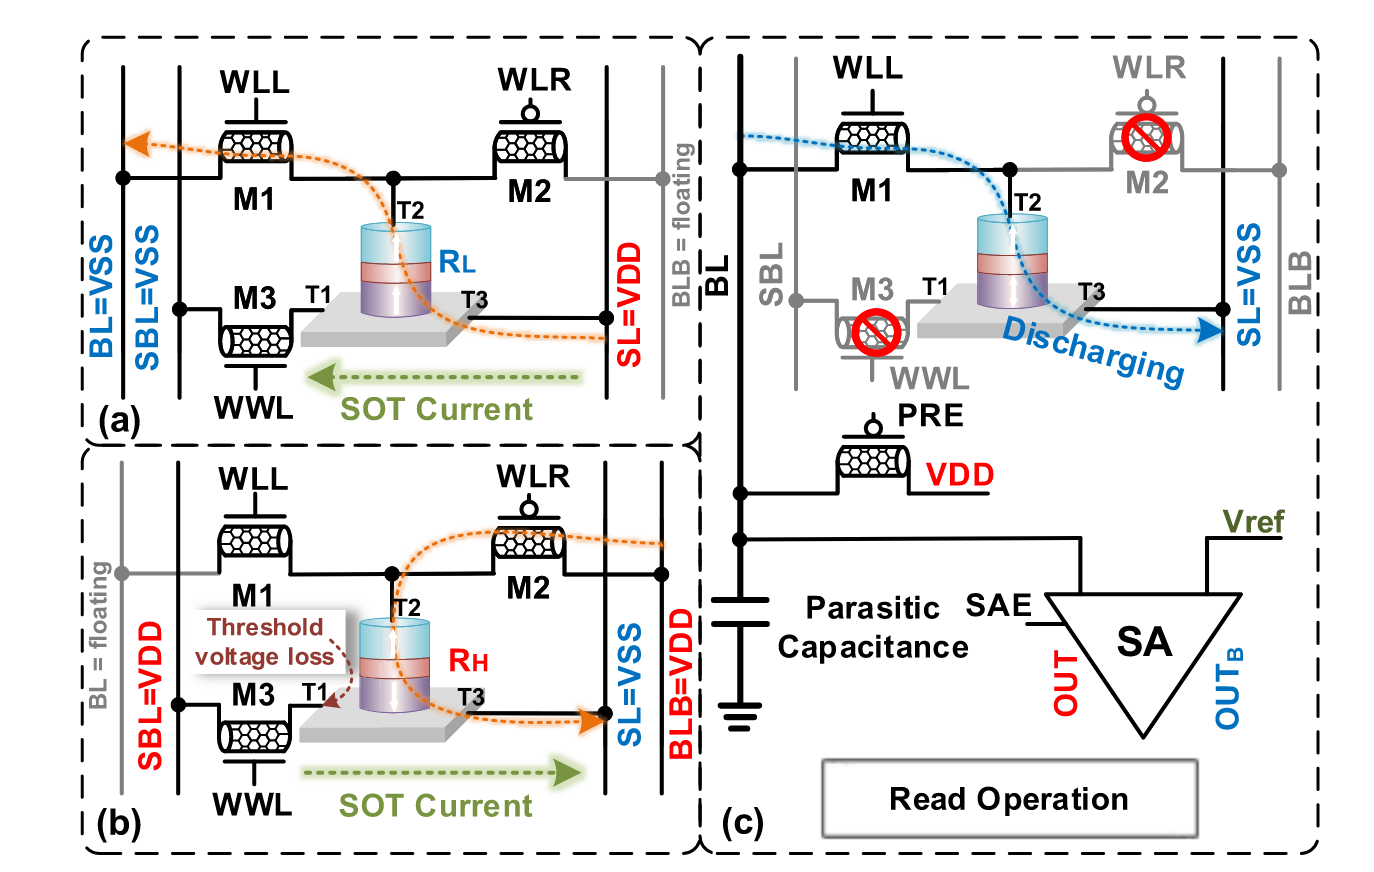 WLL
WLR
M1
M2
T2
RL
M3
T1
T3
WWL
SOT Current
BL=VSS
SBL=VSS
SL=VDD
BLB = floating
(a)
WLL
WLR
M1
M2
T2
Threshold
voltage loss
RH
M3
T1
T3
WWL
SOT Current
BL = floating
SBL=VDD
SL=VSS
BLB=VDD
(b)
WLL
WLR
M1
M2
T2
M3
T1
T3
WWL
Discharging
BL
SBL
SL=VSS
BLB
PRE
VDD
Vref
Parasitic
Capacitance
SAE
SA
OUT
OUTB
Read Operation
(c)